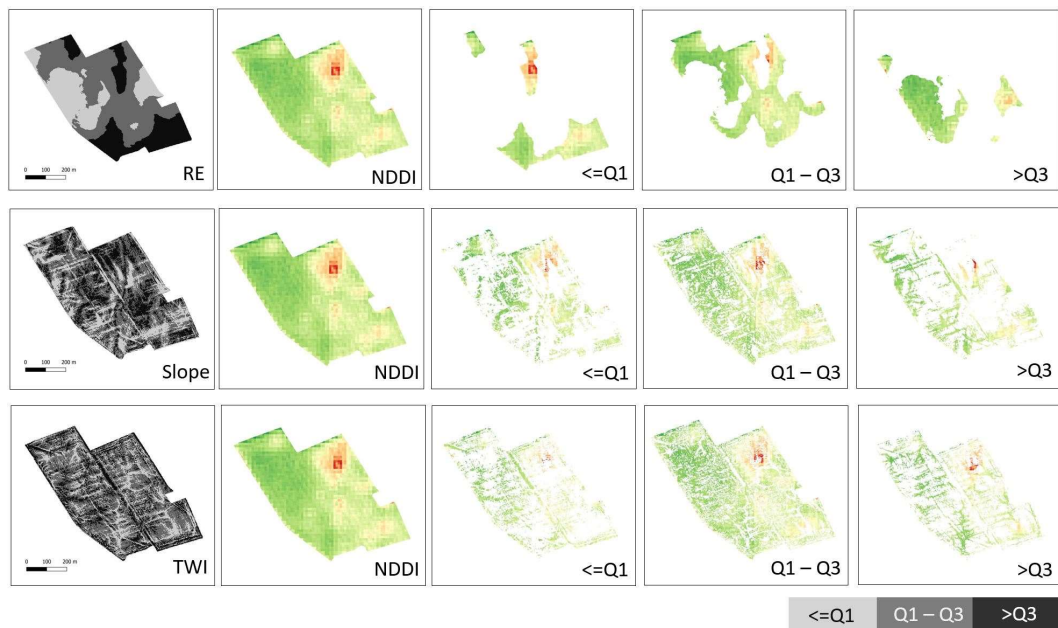 RE
0 100 200 m
NDDI
<=Q1
Q1 – Q3
>Q3
Slope
0 100 200 m
NDDI
<=Q1
Q1 – Q3
>Q3
TWI
0 100 200 m
NDDI
<=Q1
Q1 – Q3
>Q3
<=Q1 Q1 – Q3 >Q3